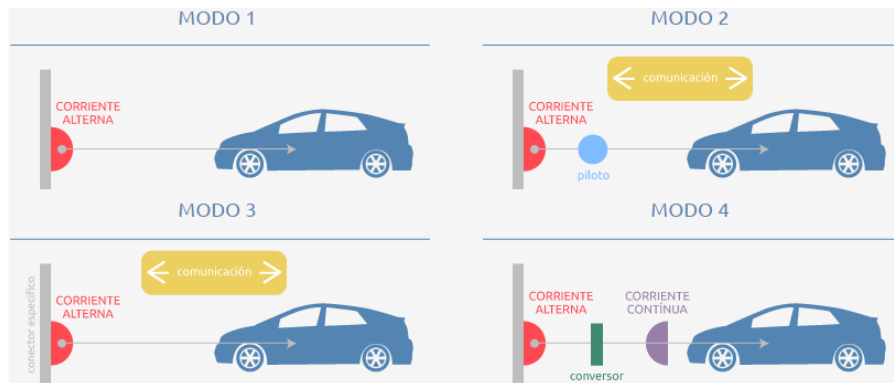 MODO 1
CORRIENTE
ALTERNA
MODO 2
comunicación
CORRIENTE
ALTERNA
piloto
MODO 3
comunicación
conector específico
CORRIENTE
ALTERNA
MODO 4
CORRIENTE
ALTERNA
CORRIENTE
CONTÍNUA
conversor